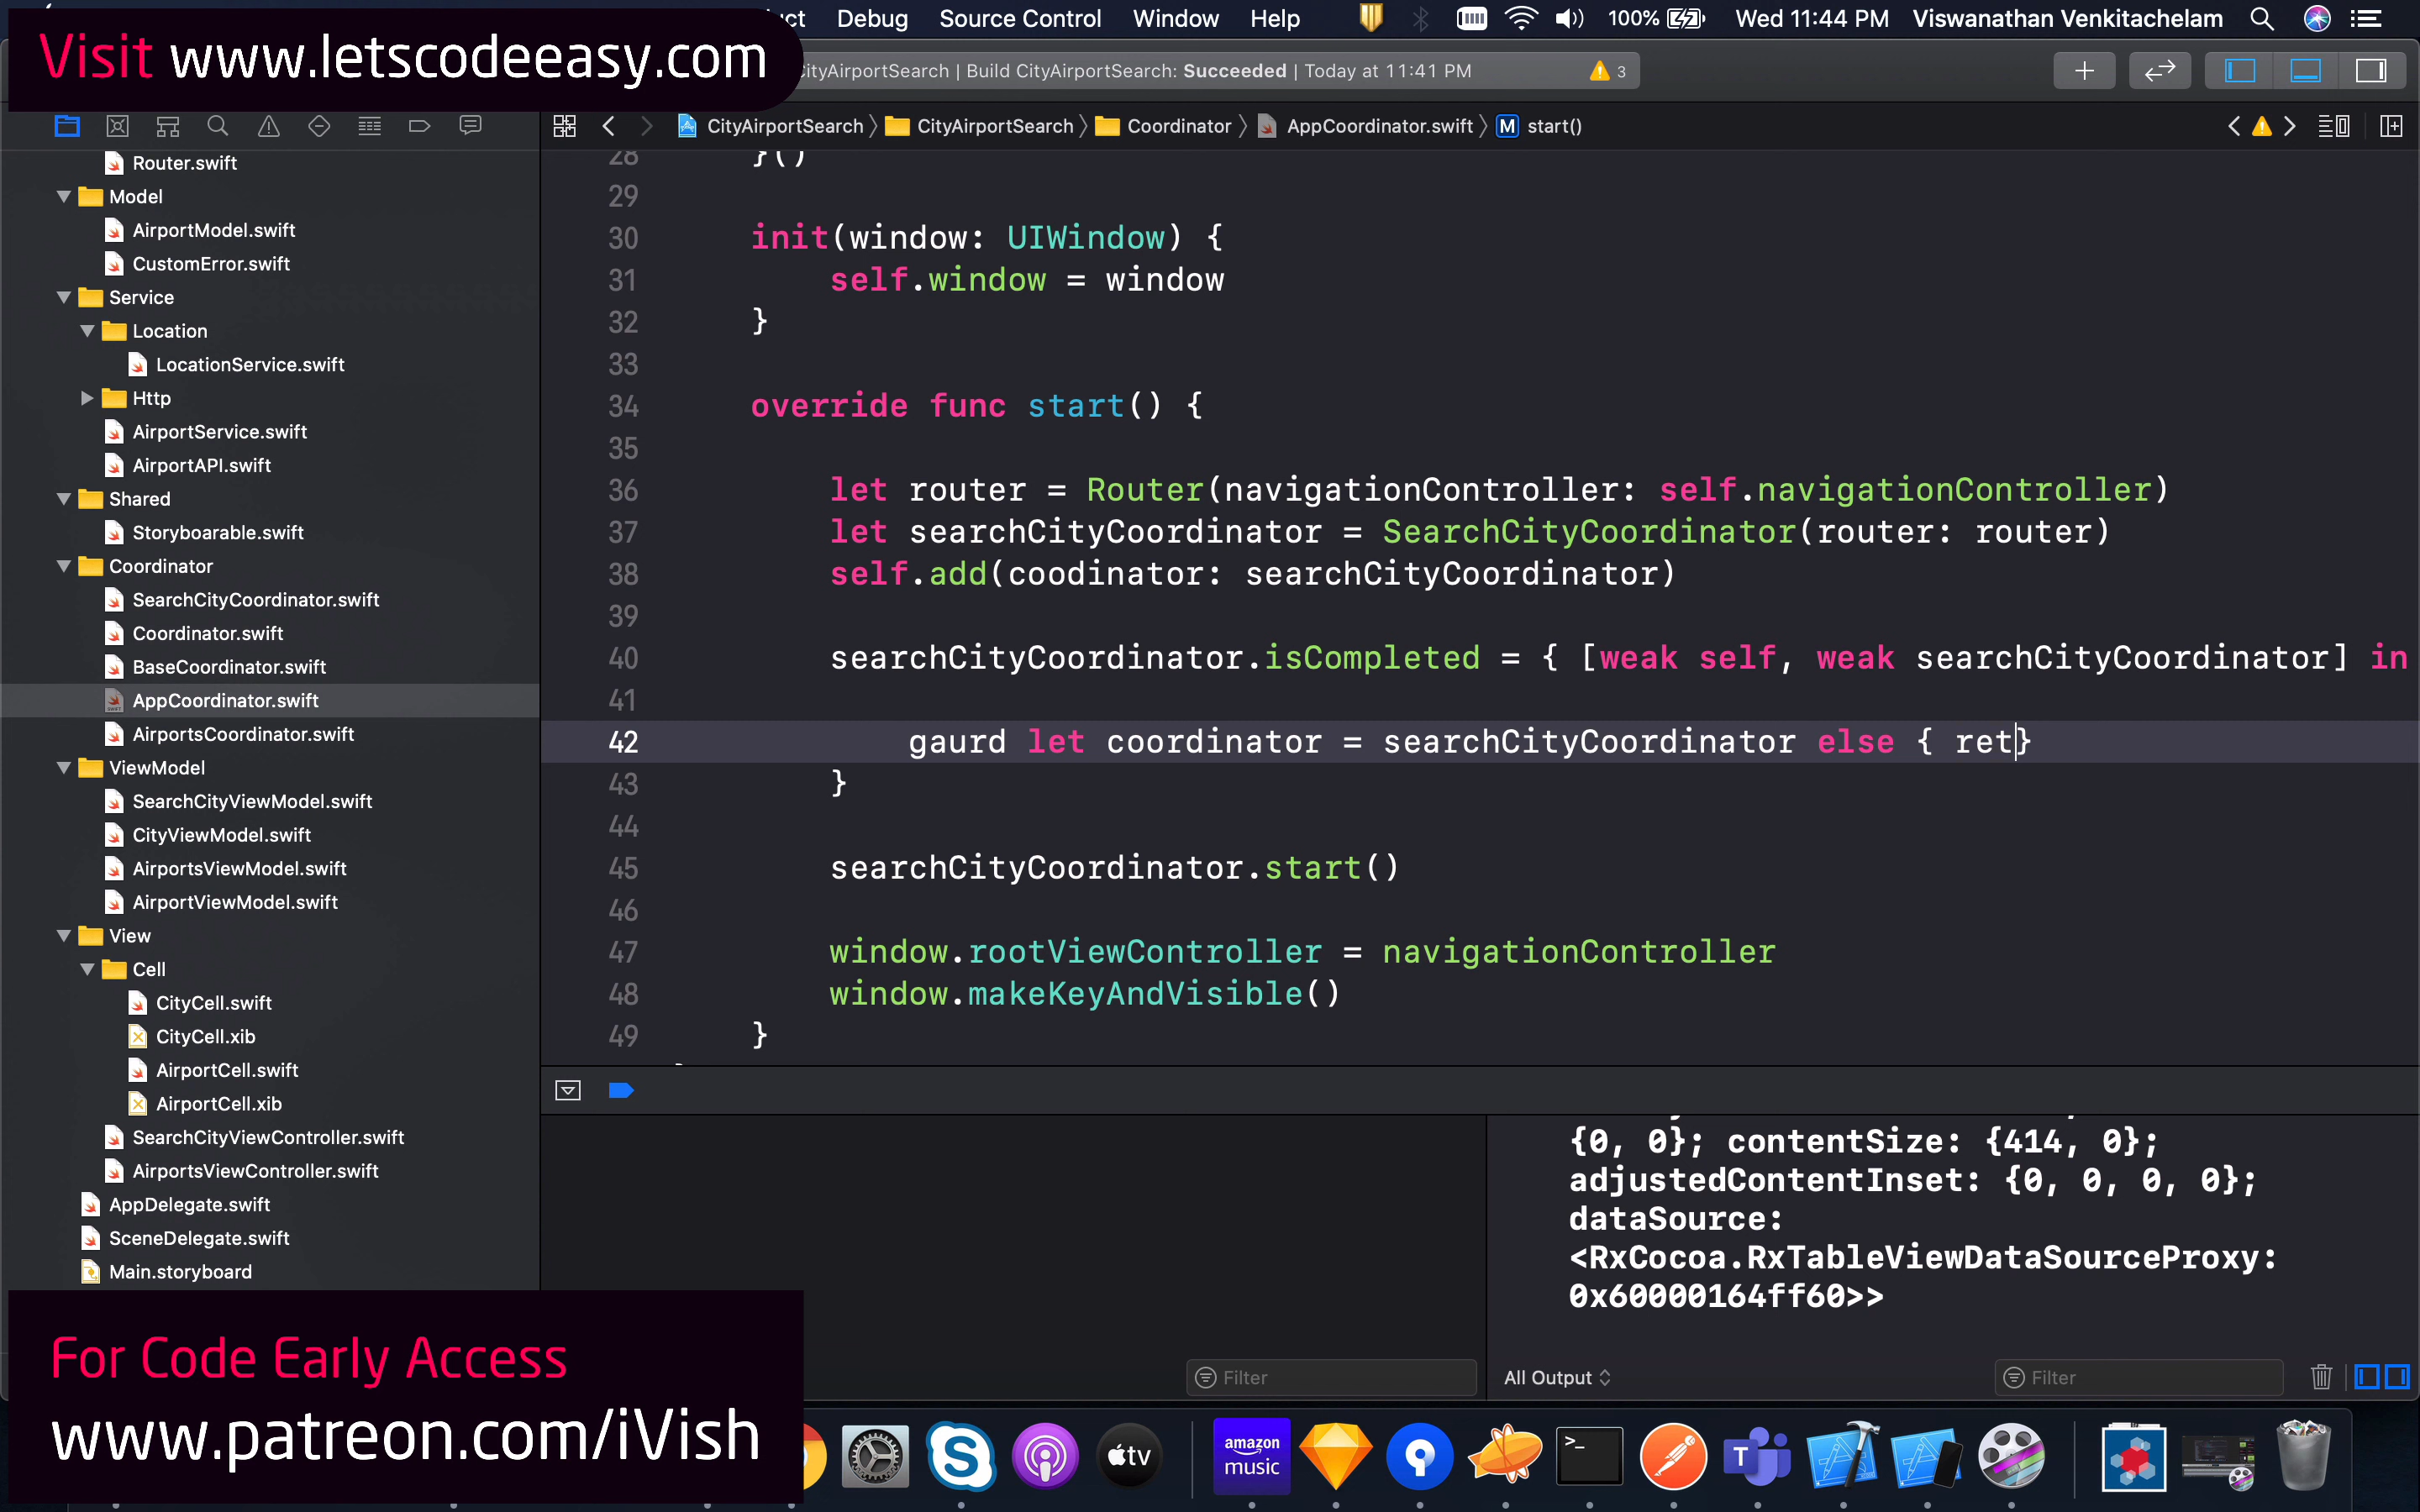 Debug Source Control Window Help 100% Wed 11:44 PM Viswanathan Venkitachelam
Visit www.letscodeeasy.com
CityAirportSearch | Build CityAirportSearch: Succeeded | Today at 11:41 PM 3
CityAirportSearch CityAirportSearch Coordinator AppCoordinator.swift M start()
Router.swift
Model
AirportModel.swift
CustomError.swift
Service
Location
LocationService.swift
Http
AirportService.swift
AirportAPI.swift
Shared
Storyboarable.swift
Coordinator
SearchCityCoordinator.swift
Coordinator.swift
BaseCoordinator.swift
AppCoordinator.swift
AirportsCoordinator.swift
ViewModel
SearchCityViewModel.swift
CityViewModel.swift
AirportsViewModel.swift
AirportViewModel.swift
View
Cell
CityCell.swift
CityCell.xib
AirportCell.swift
AirportCell.xib
SearchCityViewController.swift
AirportsViewController.swift
AppDelegate.swift
SceneDelegate.swift
Main.storyboard
28 }()
29
30 init(window: UIWindow) {
31 self.window = window
32 }
33
34 override func start() {
35
36 let router = Router(navigationController: self.navigationController)
37 let searchCityCoordinator = SearchCityCoordinator(router: router)
38 self.add(coodinator: searchCityCoordinator)
39
40 searchCityCoordinator.isCompleted = { [weak self, weak searchCityCoordinator] in
41
42 gaurd let coordinator = searchCityCoordinator else { ret}
43 }
44
45 searchCityCoordinator.start()
46
47 window.rootViewController = navigationController
48 window.makeKeyAndVisible()
49 }
{0, 0}; contentSize: {414, 0};
adjustedContentInset: {0, 0, 0, 0};
dataSource:
<RxCocoa.RxTableViewDataSourceProxy:
0x60000164ff60>>
Filter
All Output
Filter
For Code Early Access
www.patreon.com/iVish
tv
amazon
music
>_
T